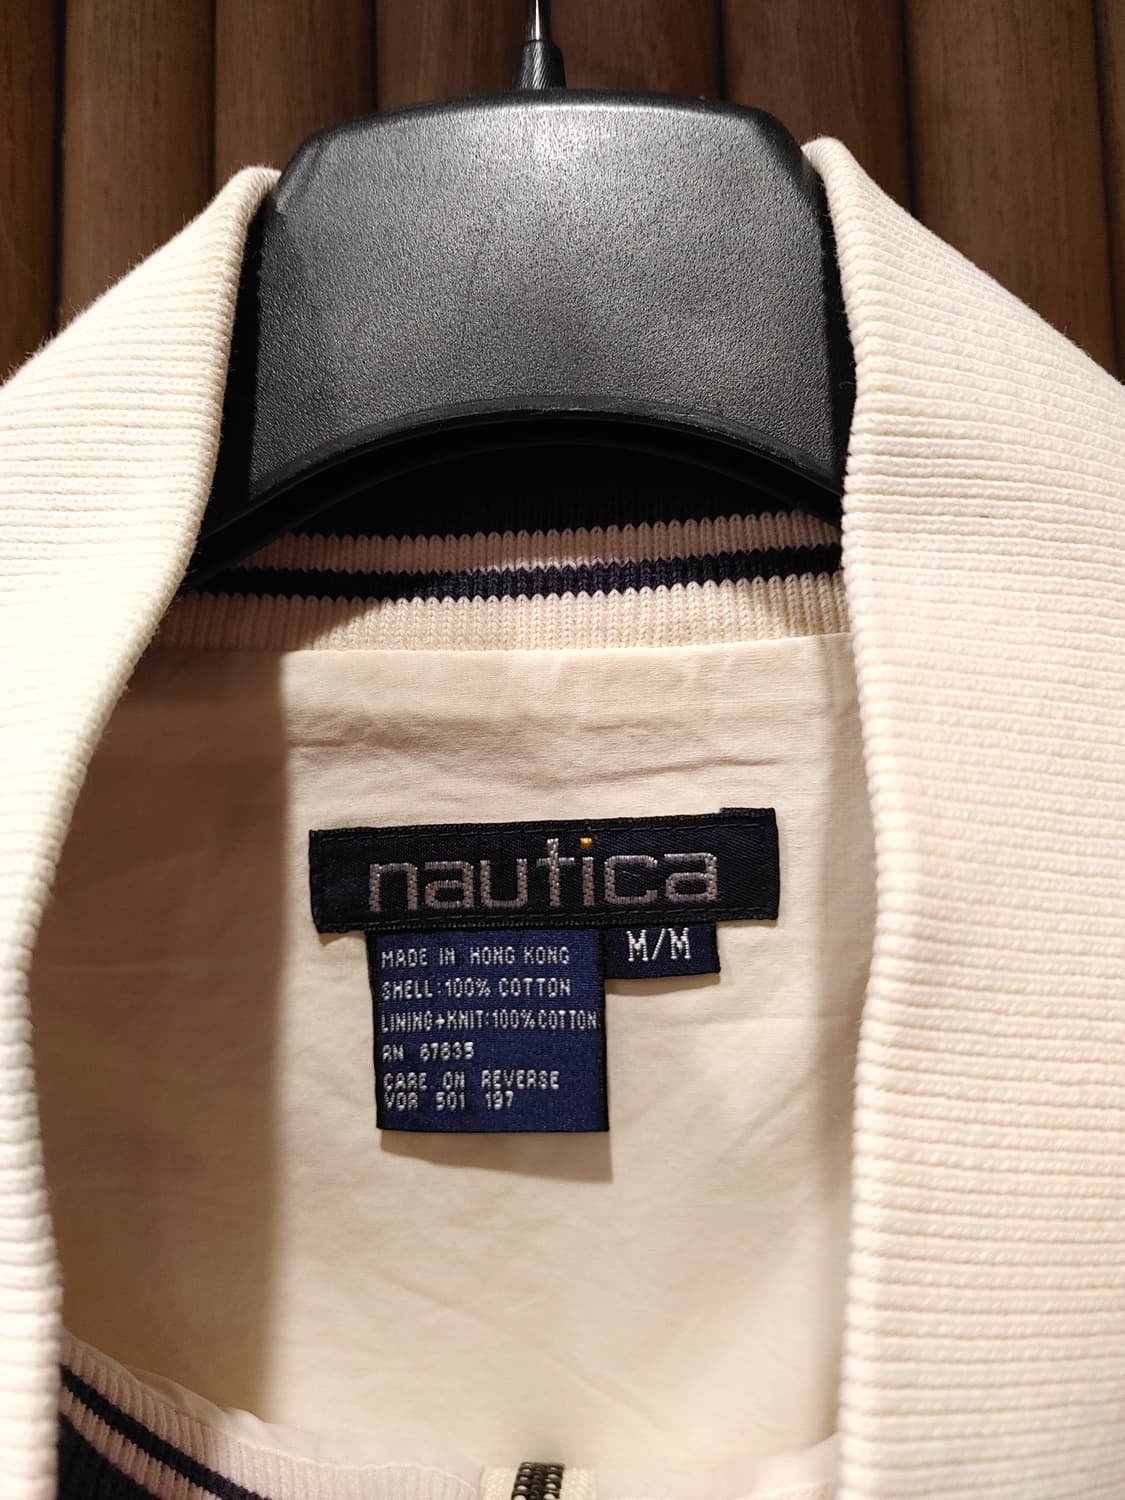 nautica
M/M
MADE IN HONG KONG
SHELL:100% COTTON
LINING+KNIT:100%COTTON
RN 67835
CARE ON REVERSE
VOR 501 197